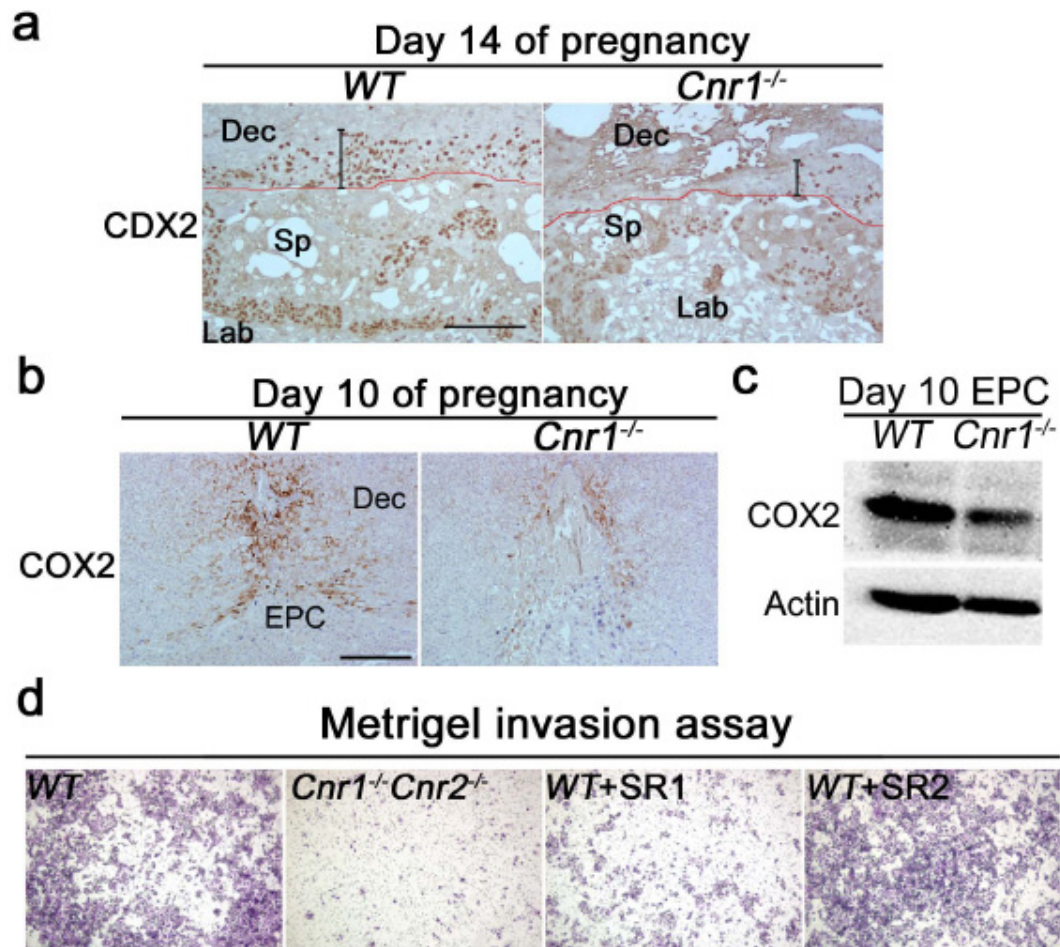 a
Day 14 of pregnancy
WT Cnr1-/-
Dec Dec
CDX2
Sp Sp
Lab Lab
b
Day 10 of pregnancy
WT Cnr1-/-
Dec
COX2
EPC
c
Day 10 EPC
WT Cnr1-/-
COX2
Actin
d
Metrigel invasion assay
WT Cnr1-/-Cnr2-/- WT+SR1 WT+SR2